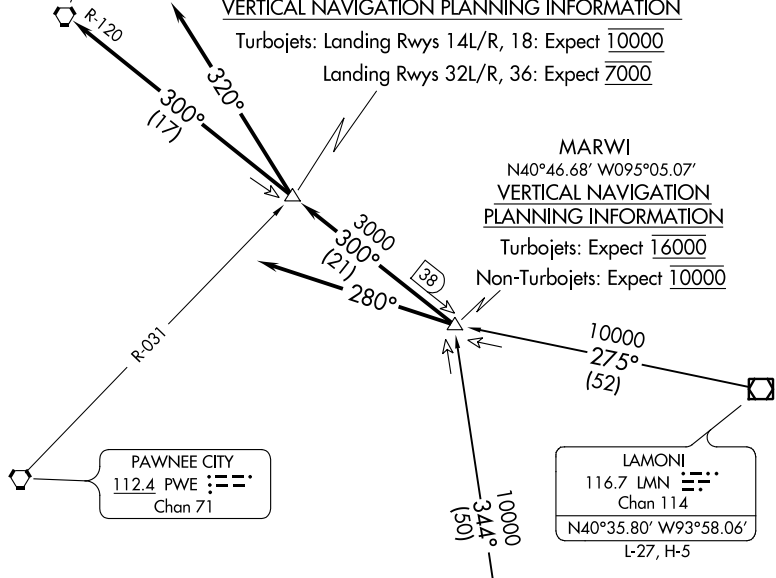 VERTICAL NAVIGATION PLANNING INFORMATION
Turbojets: Landing Rwys 14L/R, 18: Expect 10000
Landing Rwys 32L/R, 36: Expect 7000
R-120
320°
300°
(17)
MARWI
N40°46.68' W095°05.07'
VERTICAL NAVIGATION
PLANNING INFORMATION
Turbojets: Expect 16000
Non-Turbojets: Expect 10000
3000
300°
(21)
38
280°
R-031
10000
275°
(52)
PAWNEE CITY
112.4 PWE
Chan 71
10000
344°
(50)
LAMONI
116.7 LMN
Chan 114
N40°35.80' W93°58.06'
L-27, H-5